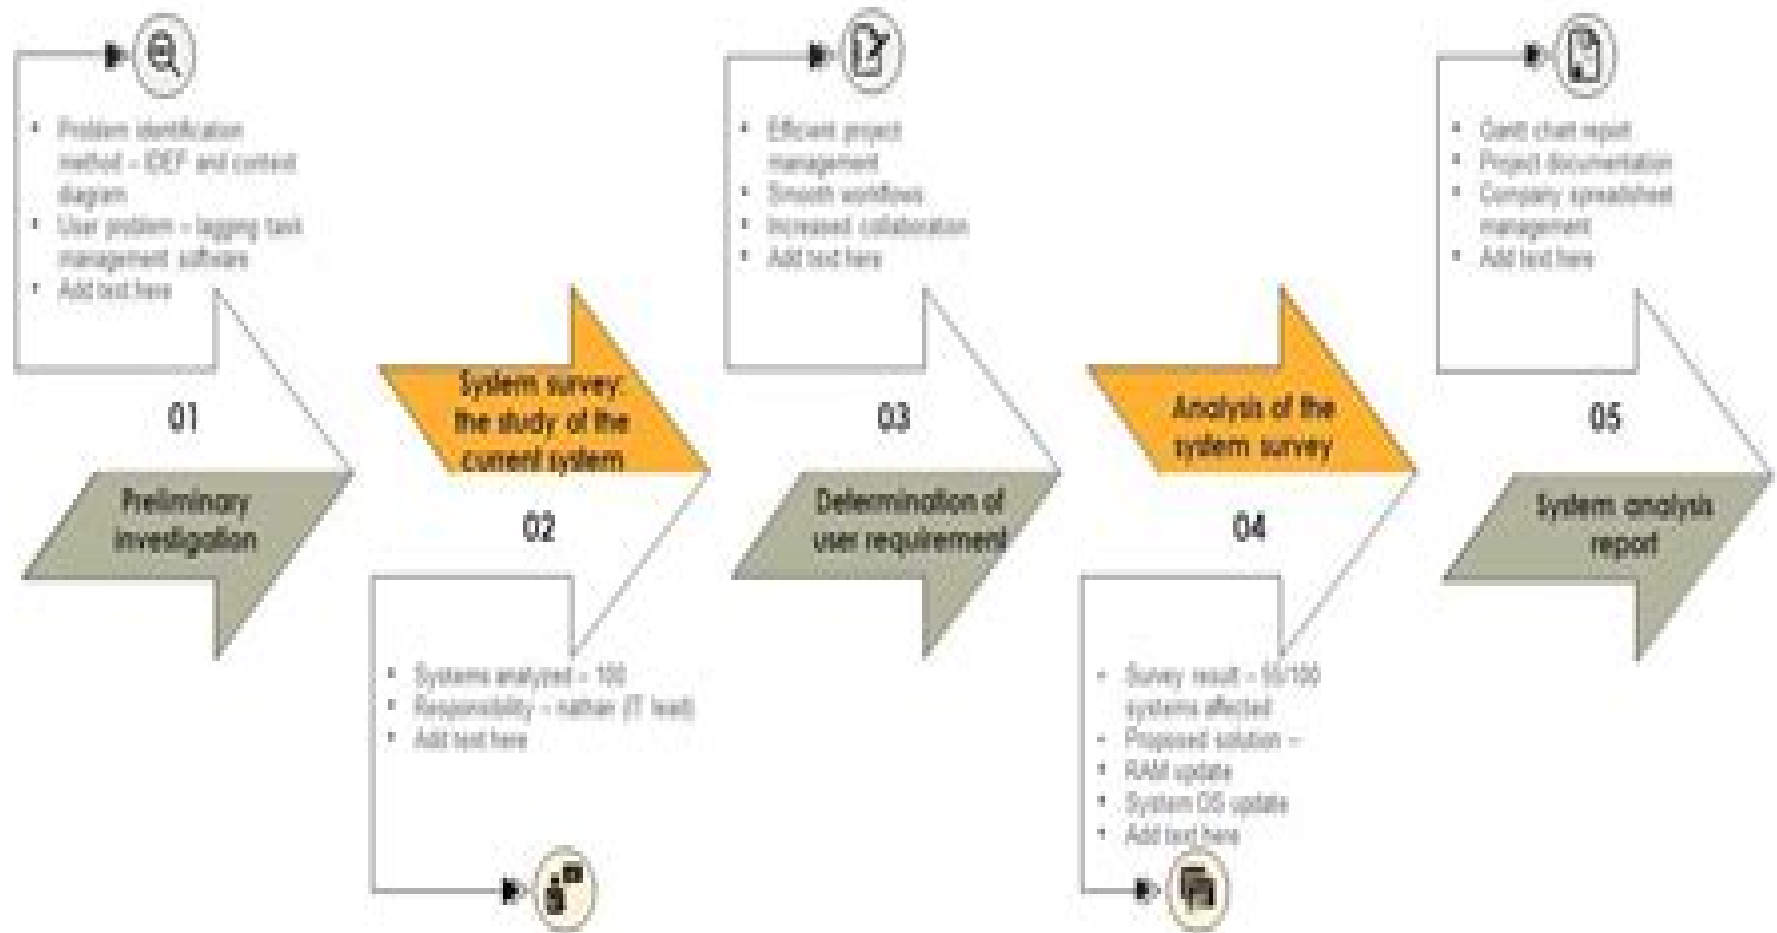 • Problem identification
method – IDEF and context
diagram
• User problem – lagging task
management software
• Add text here
01
Preliminary
investigation
System survey:
the study of the
current system
02
• Systems analyzed – 100
• Responsibility – nathan (IT lead)
• Add text here
• Efficient project
management
• Smooth workflows
• Increased collaboration
• Add text here
03
Determination of
user requirement
Analysis of the
system survey
04
• Survey result – 55/100
systems affected
• Proposed solution –
• RAM update
• System OS update
• Add text here
• Gantt chart report
• Project documentation
• Company spreadsheet
management
• Add text here
05
System analysis
report